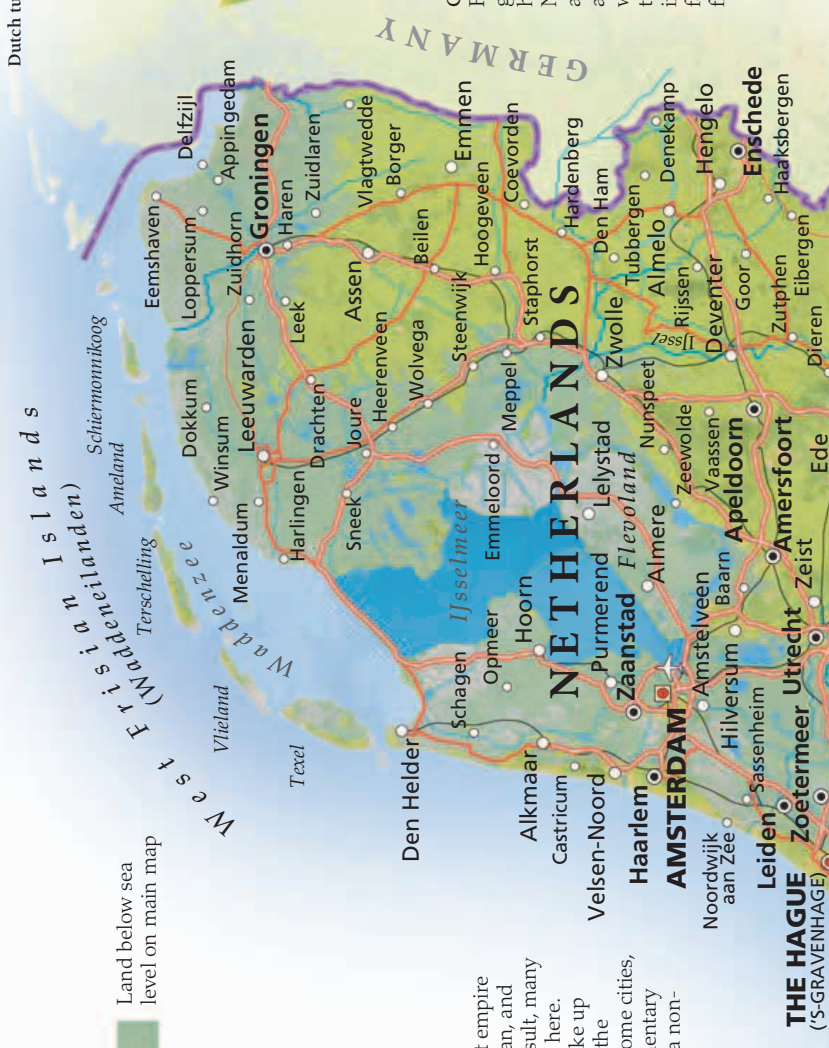 Dutch tu
Land below sea
level on main map
West Frisian Islands
(Waddeneilanden)
Schiermonnikoog
Ameland
Terschelling
Vlieland
Texel
Waddenzee
GERMANY
Delfzijl
Appingedam
Eemshaven
Loppersum
Zuidhorn
Groningen
Haren
Zuidlaren
Vlagtwedde
Borger
Emmen
Dokkum
Winsum
Leeuwarden
Leek
Assen
Beilen
Hoogeveen
Coevorden
Hardenberg
Menaldum
Harlingen
Drachten
Sneek
Joure
Heerenveen
Wolvega
Steenwijk
Meppel
Staphorst
Den Ham
Tubbergen
Denekamp
Almelo
Hengelo
Enschede
Haaksbergen
Den Helder
Schagen
Opmeer
IJsselmeer
Emmeloord
NETHERLANDS
Zwolle
IJssel
Rijssen
Deventer
Goor
Zutphen
Eibergen
Dieren
Alkmaar
Hoorn
Castricum
Purmerend
Lelystad
Flevoland
Nunspeet
Zeewolde
Vaassen
Apeldoorn
Velsen-Noord
Zaanstad
Almere
Haarlem
AMSTERDAM
Amstelveen
Baarn
Amersfoort
Ede
Noordwijk
aan Zee
Sassenheim
Hilversum
Utrecht
Zeist
Leiden
Zoetermeer
THE HAGUE
('S-GRAVENHAGE)
t empire
an, and
sult, many
here.
ke up
the
ome cities,
entary
a non-